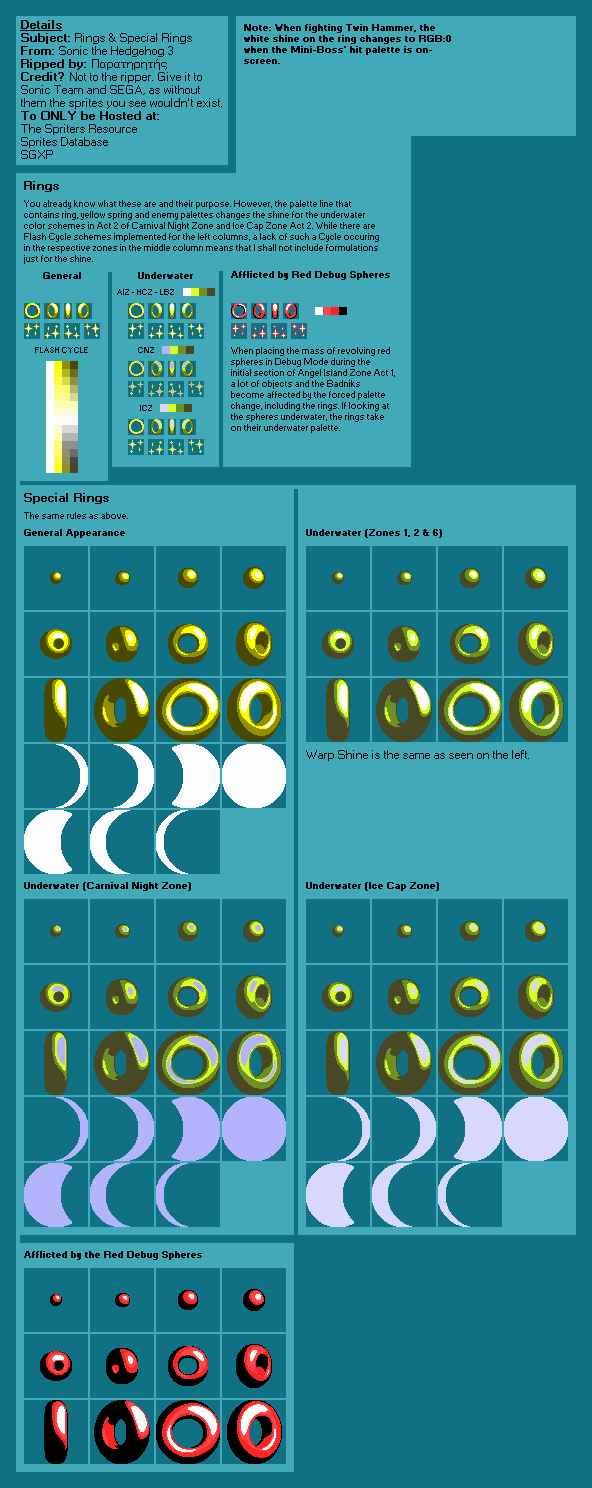 Details
Subject: Rings & Special Rings
From: Sonic the Hedgehog 3
Ripped by: Παρατηρητής
Credit? Not to the ripper. Give it to
Sonic Team and SEGA, as without
them the sprites you see wouldn't exist.
To ONLY be Hosted at:
The Spriters Resource
Sprites Database
SGXP
Note: When fighting Twin Hammer, the
white shine on the ring changes to RGB:0
when the Mini-Boss' hit palette is on-
screen.
Rings
You already know what these are and their purpose. However, the palette line that
contains ring, yellow spring and enemy palettes changes the shine for the underwater
color schemes in Act 2 of Carnival Night Zone and Ice Cap Zone Act 2. While there are
Flash Cycle schemes implemented for the left columns, a lack of such a Cycle occuring
in the respective zones in the middle column means that I shall not include formulations
just for the shine.
General
FLASH CYCLE
Underwater
AIZ - HCZ - LBZ
CNZ
ICZ
Afflicted by Red Debug Spheres
When placing the mass of revolving red
spheres in Debug Mode during the
initial section of Angel Island Zone Act 1,
a lot of objects and the Badniks
become affected by the forced palette
change, including the rings. If looking at
the spheres underwater, the rings take
on their underwater palette.
Special Rings
The same rules as above.
General Appearance
Underwater (Zones 1, 2 & 6)
Warp Shine is the same as seen on the left.
Underwater (Carnival Night Zone)
Underwater (Ice Cap Zone)
Afflicted by the Red Debug Spheres